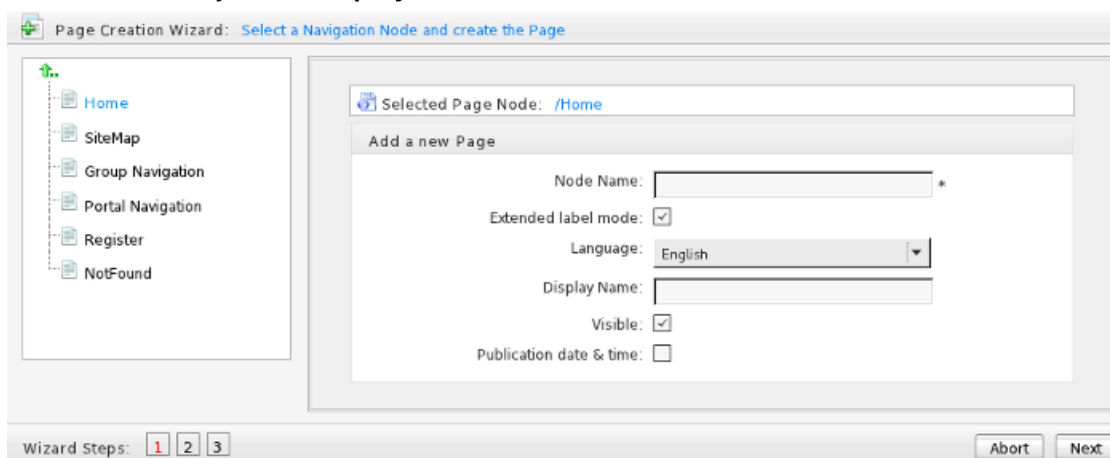 Page Creation Wizard: Select a Navigation Node and create the Page
Home
SiteMap
Group Navigation
Portal Navigation
Register
NotFound
Selected Page Node: /Home
Add a new Page
Node Name: *
Extended label mode:
Language: English
Display Name:
Visible:
Publication date & time:
Wizard Steps: 1 2 3
Abort Next